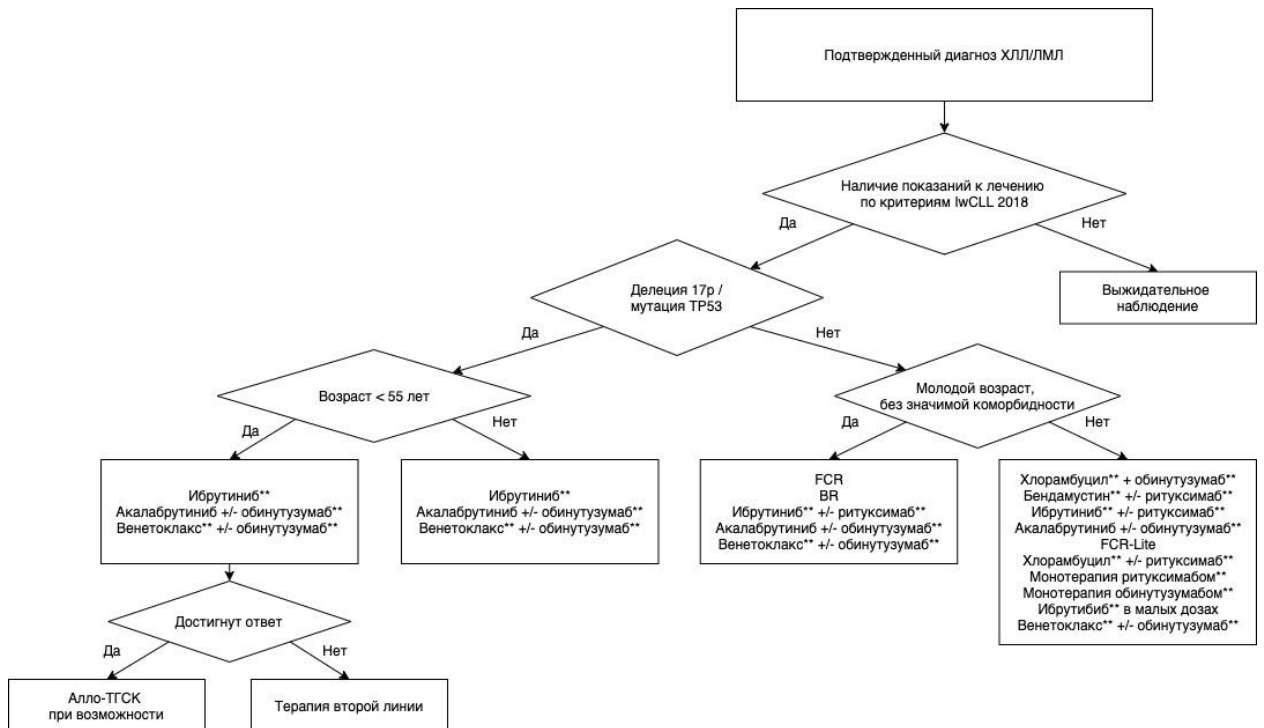 Подтвержденный диагноз ХЛЛ/ЛМЛ
Наличие показаний к лечению
по критериям IwCLL 2018
Да
Нет
Делеция 17p /
мутация TP53
Выжидательное
наблюдение
Да
Нет
Возраст < 55 лет
Молодой возраст,
без значимой коморбидности
Да
Нет
Да
Нет
Ибрутиниб**
Акалабрутиниб +/- обинутузумаб**
Венетоклакс** +/- обинутузумаб**
Ибрутиниб**
Акалабрутиниб +/- обинутузумаб**
Венетоклакс** +/- обинутузумаб**
FCR
BR
Ибрутиниб** +/- ритуксимаб**
Акалабрутиниб +/- обинутузумаб**
Венетоклакс** +/- обинутузумаб**
Хлорамбуцил** + обинутузумаб**
Бендамустин** +/- ритуксимаб**
Ибрутиниб** +/- ритуксимаб**
Акалабрутиниб +/- обинутузумаб**
FCR-Lite
Хлорамбуцил** +/- ритуксимаб**
Монотерапия ритуксимабом**
Монотерапия обинутузумабом**
Ибрутибиб** в малых дозах
Венетоклакс** +/- обинутузумаб**
Достигнут ответ
Да
Нет
Алло-ТГСК
при возможности
Терапия второй линии